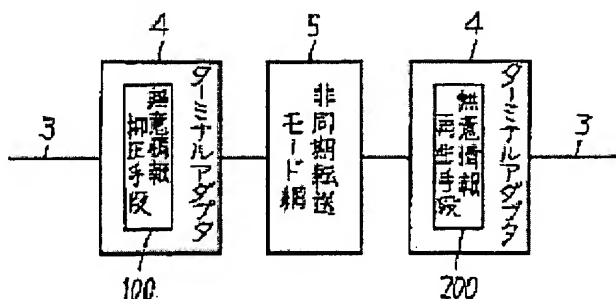 4
5
4
3
3
ターミナルアダプタ
無意情報
抑圧手段
非同期転送
モード網
ターミナルアダプタ
無意情報
再生手段
100
200